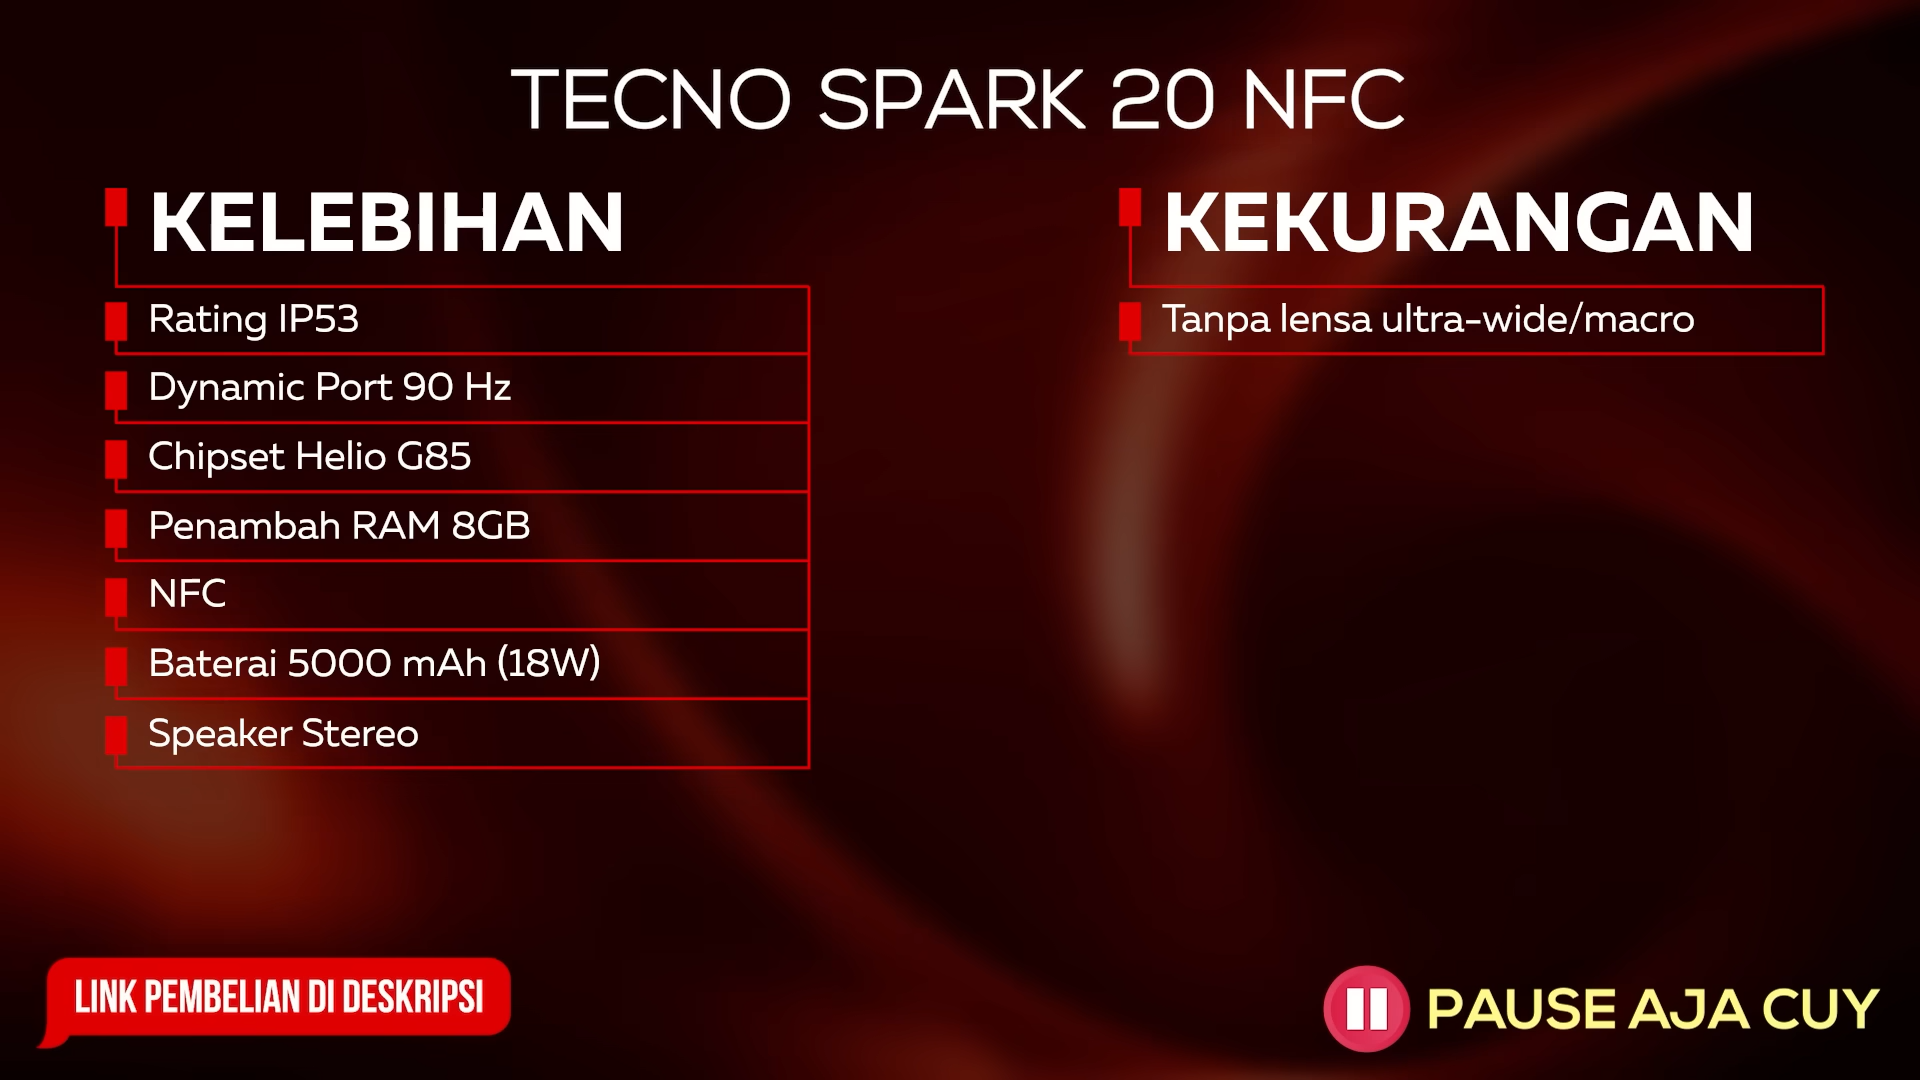 TECNO SPARK 20 NFC
KELEBIHAN
Rating IP53
Dynamic Port 90 Hz
Chipset Helio G85
Penambah RAM 8GB
NFC
Baterai 5000 mAh (18W)
Speaker Stereo
KEKURANGAN
Tanpa lensa ultra-wide/macro
LINK PEMBELIAN DI DESKRIPSI
PAUSE AJA CUY